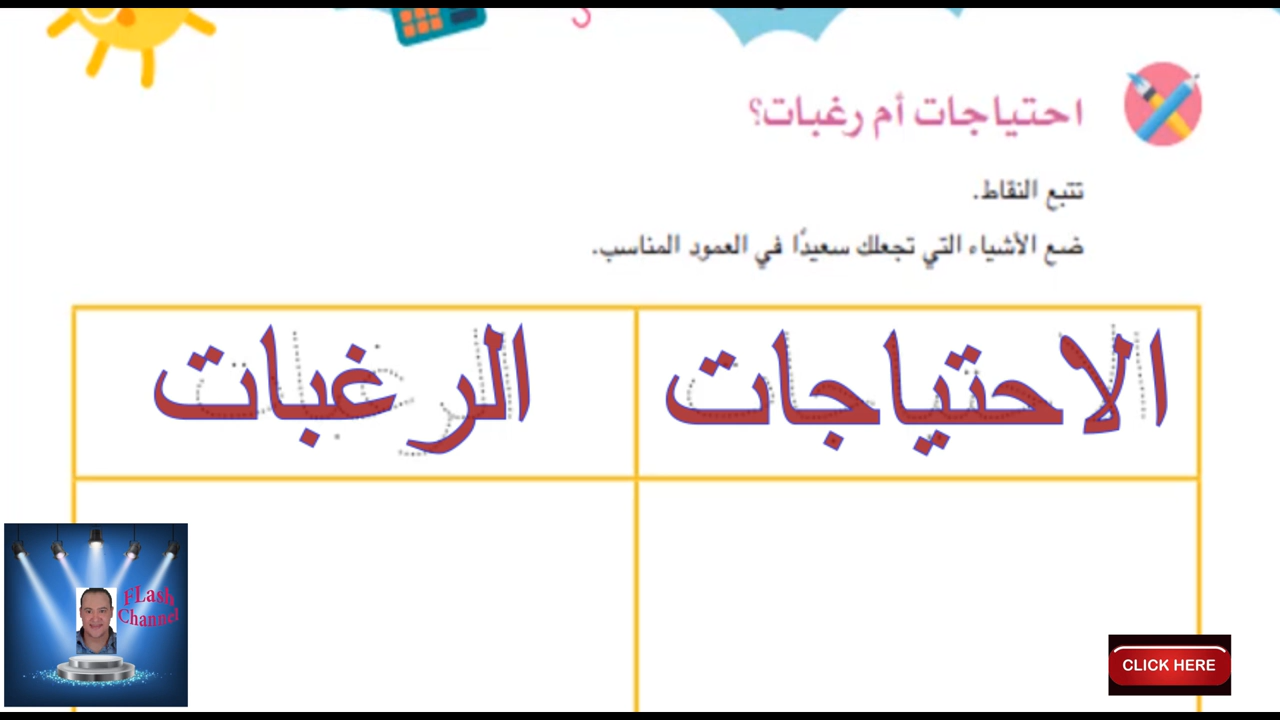 احتياجات أم رغبات؟
تتبع النقاط.
ضع الأشياء التي تجعلك سعيدًا في العمود المناسب.
الاحتياجات
الرغبات
FLash
Channel
CLICK HERE